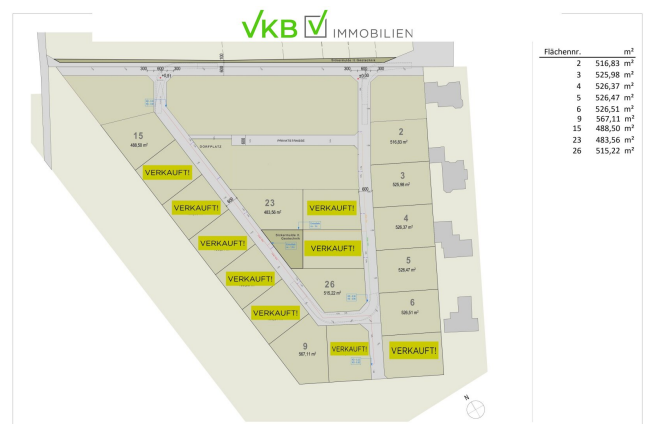 VKB IMMOBILIEN
Flächennr. m²
2 516,83 m²
3 525,98 m²
4 526,37 m²
5 526,47 m²
6 526,51 m²
9 567,11 m²
15 488,50 m²
23 483,56 m²
26 515,22 m²
15
488,50 m²
DORFPLATZ
PRIVATSTRASSE
2
516,83 m²
3
525,98 m²
4
526,37 m²
5
526,47 m²
6
526,51 m²
23
483,56 m²
26
515,22 m²
9
567,11 m²
VERKAUFT!
VERKAUFT!
VERKAUFT!
VERKAUFT!
VERKAUFT!
VERKAUFT!
VERKAUFT!
VERKAUFT!
VERKAUFT!
600
N